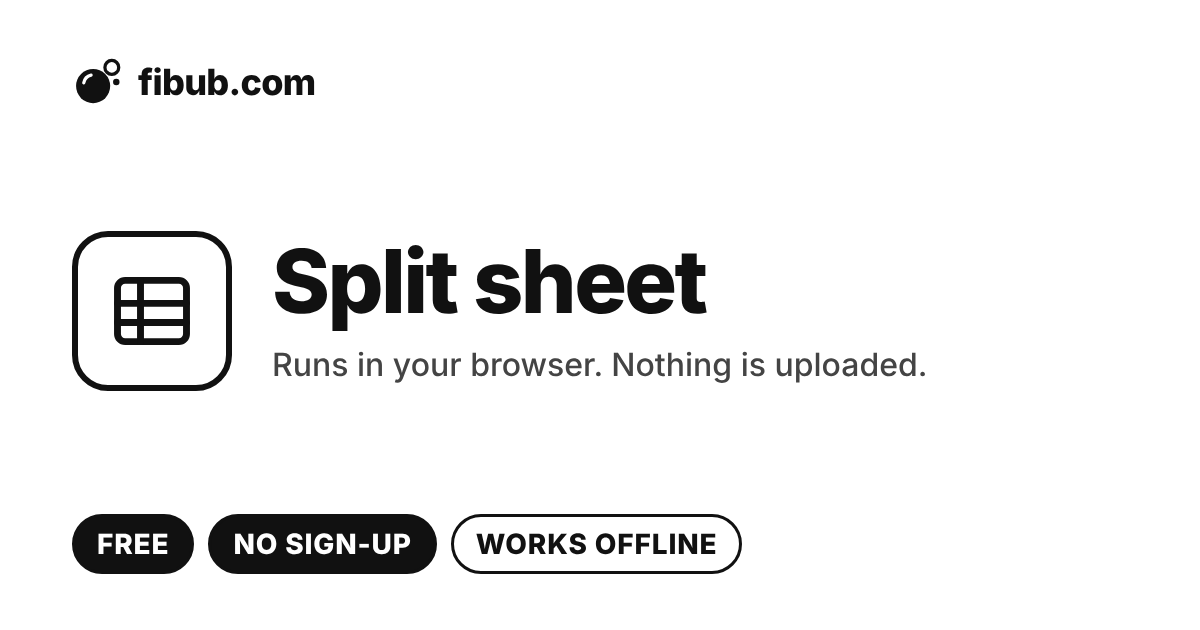 fibub.com
Split sheet
Runs in your browser. Nothing is uploaded.
FREE NO SIGN-UP WORKS OFFLINE